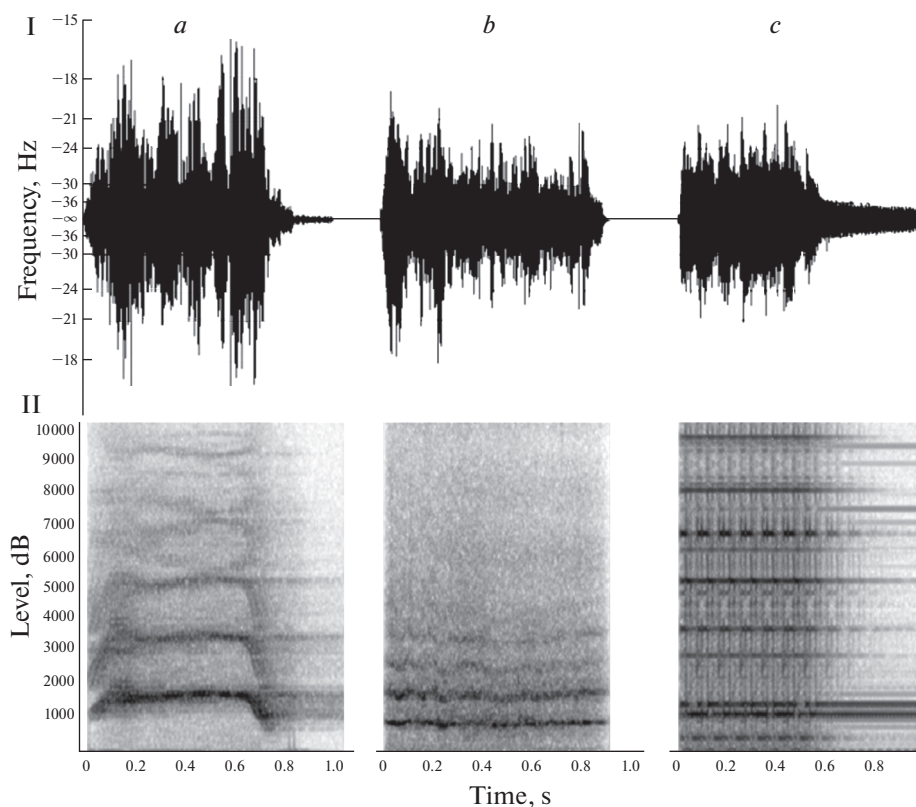 I
a
b
c
−15
−18
−21
−24
−30
−36
−∞
−36
−30
−24
−21
−18
Frequency, Hz
II
10000
9000
8000
7000
6000
5000
4000
3000
2000
1000
Level, dB
0 0.2 0.4 0.6 0.8 1.0
0 0.2 0.4 0.6 0.8 1.0
0 0.2 0.4 0.6 0.8
Time, s